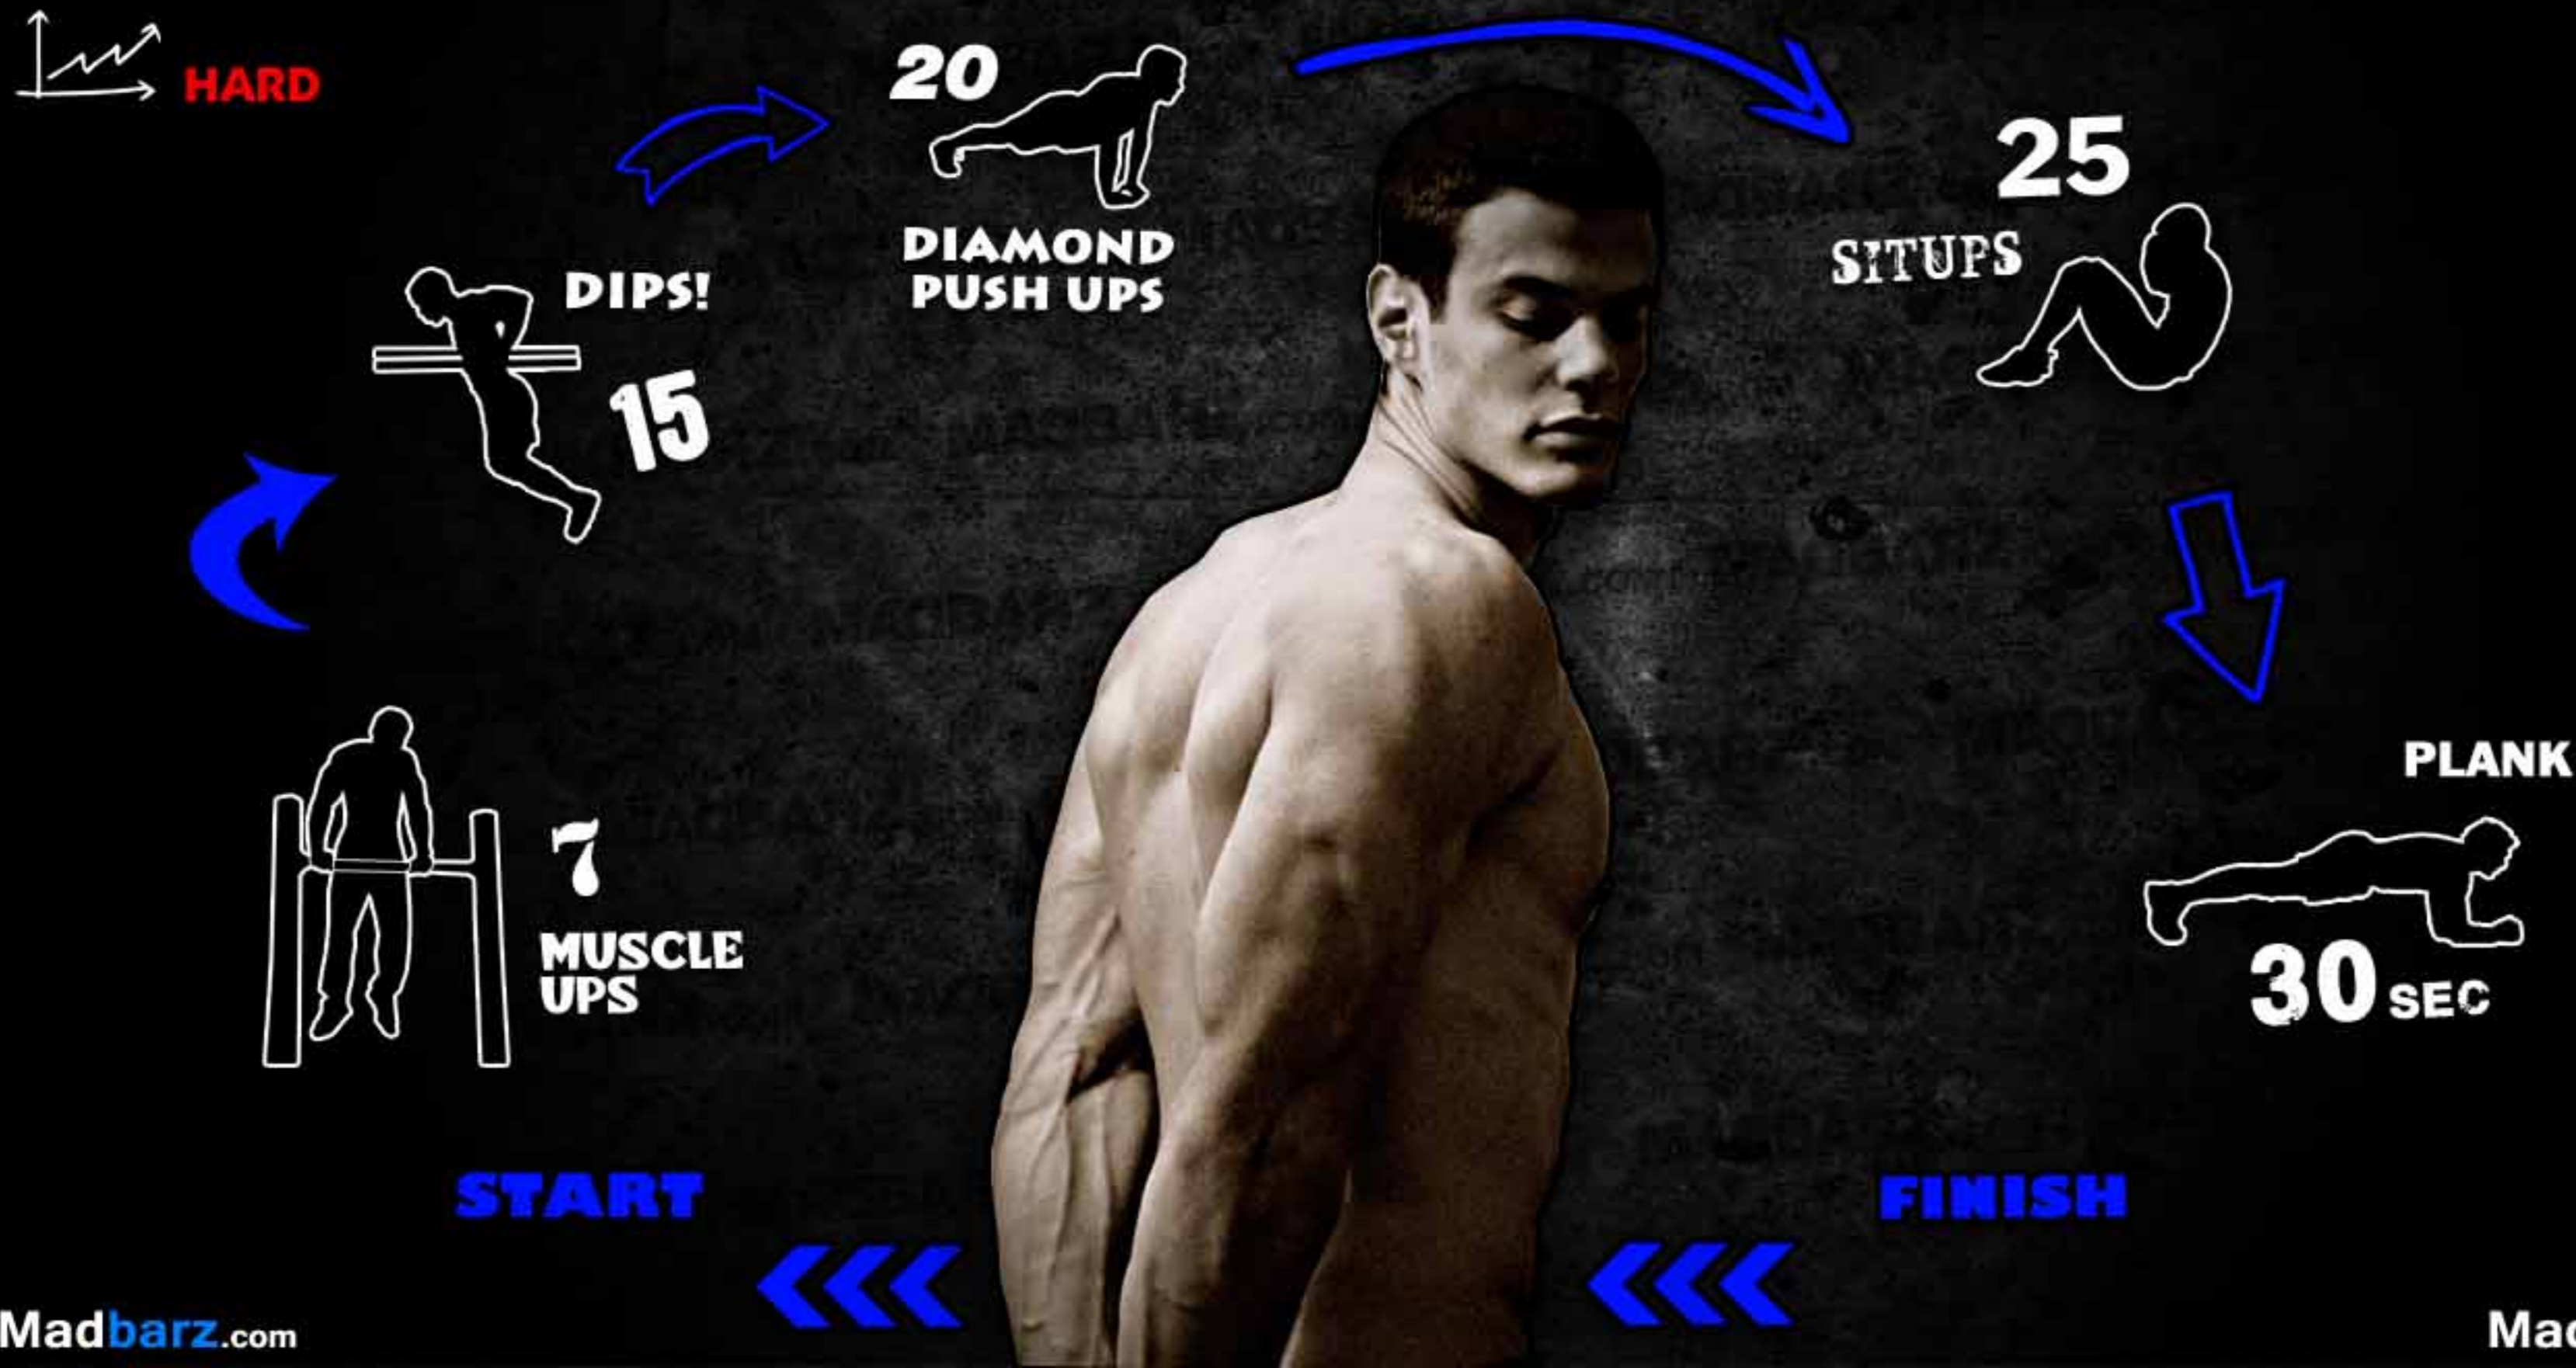 HARD
20
DIAMOND
PUSH UPS
25
SITUPS
DIPS!
15
7
MUSCLE
UPS
PLANK
30 SEC
START
FINISH
Madbarz.com